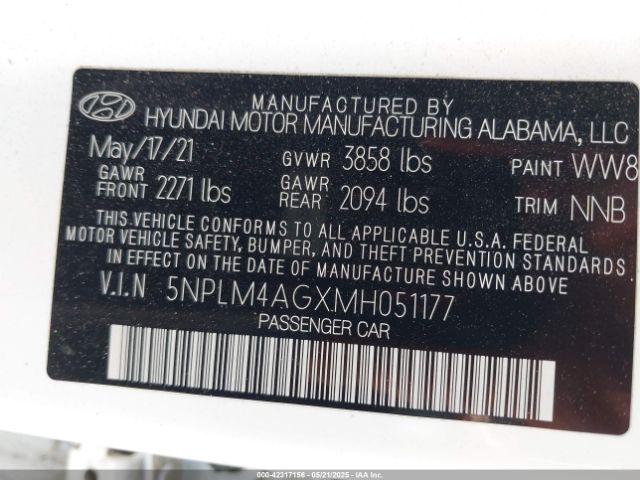 MANUFACTURED BY
HYUNDAI MOTOR MANUFACTURING ALABAMA, LLC
May/17/21 GVWR 3858 lbs PAINT WW8
GAWR FRONT 2271 lbs GAWR REAR 2094 lbs TRIM NNB
THIS VEHICLE CONFORMS TO ALL APPLICABLE U.S.A. FEDERAL
MOTOR VEHICLE SAFETY, BUMPER, AND THEFT PREVENTION STANDARDS
IN EFFECT ON THE DATE OF MANUFACTURE SHOWN ABOVE
V.I.N 5NPLM4AGXMH051177
PASSENGER CAR
000-42317156 - 05/21/2025 - IAAI.COM